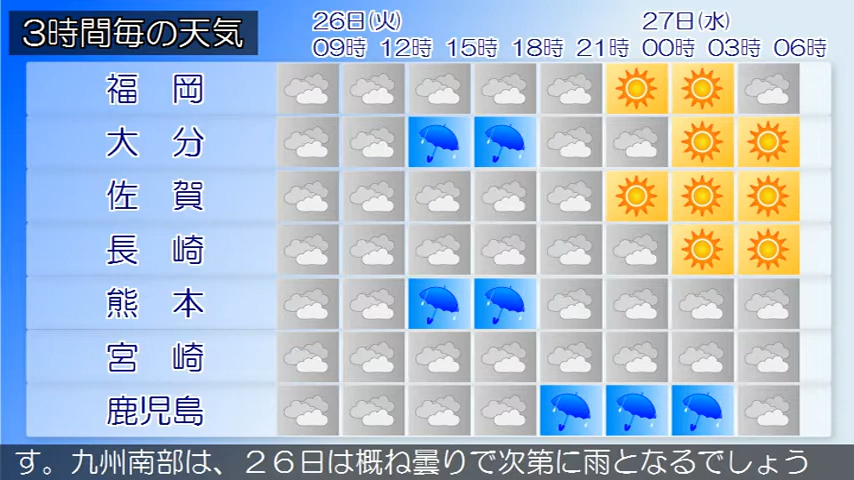 3時間毎の天気
26日(火) 27日(水)
09時 12時 15時 18時 21時 00時 03時 06時
福岡
大分
佐賀
長崎
熊本
宮崎
鹿児島
す。九州南部は、２６日は概ね曇りで次第に雨となるでしょう